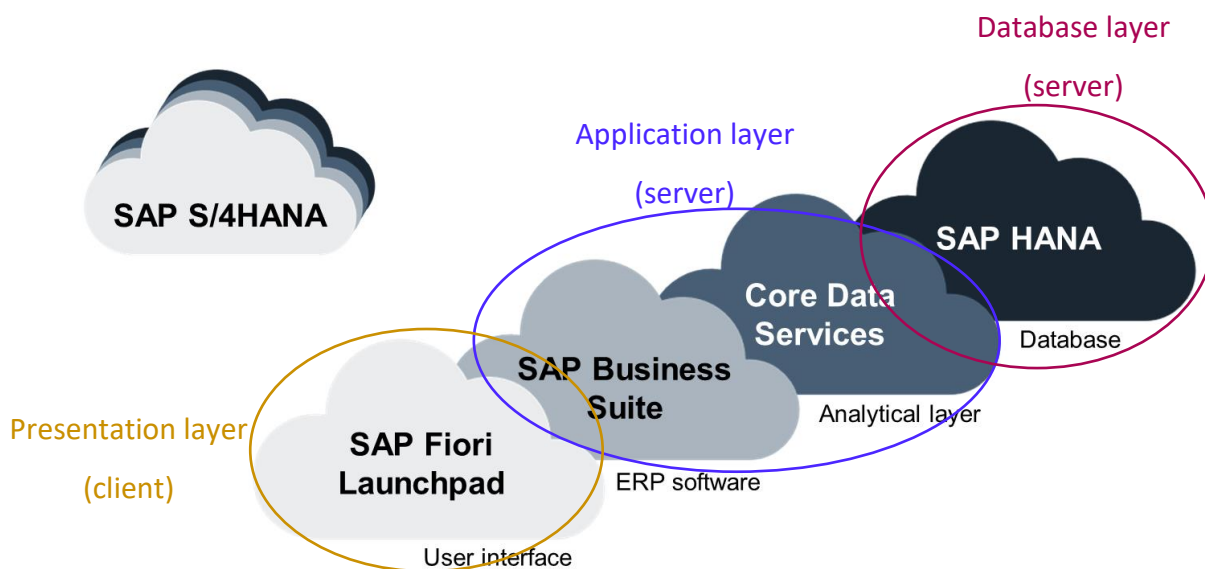 Database layer
(server)
Application layer
(server)
SAP S/4HANA
SAP HANA
Core Data
Services
Database
SAP Business
Suite
Analytical layer
Presentation layer
(client)
SAP Fiori
Launchpad
ERP software
User interface